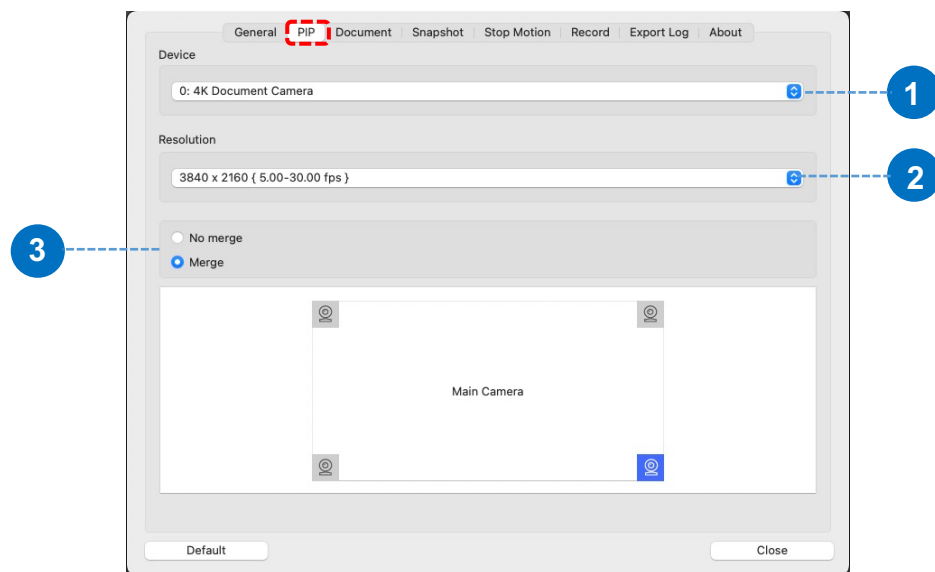 General PIP Document Snapshot Stop Motion Record Export Log About
Device
0: 4K Document Camera
1
Resolution
3840 x 2160 { 5.00-30.00 fps }
2
No merge
3
Merge
Main Camera
Default Close